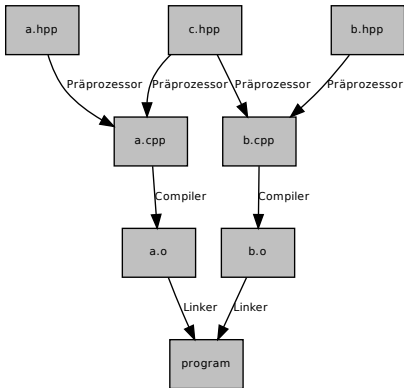 a.hpp
c.hpp
b.hpp
Präprozessor
Präprozessor
Präprozessor
Präprozessor
a.cpp
b.cpp
Compiler
Compiler
a.o
b.o
Linker
Linker
program